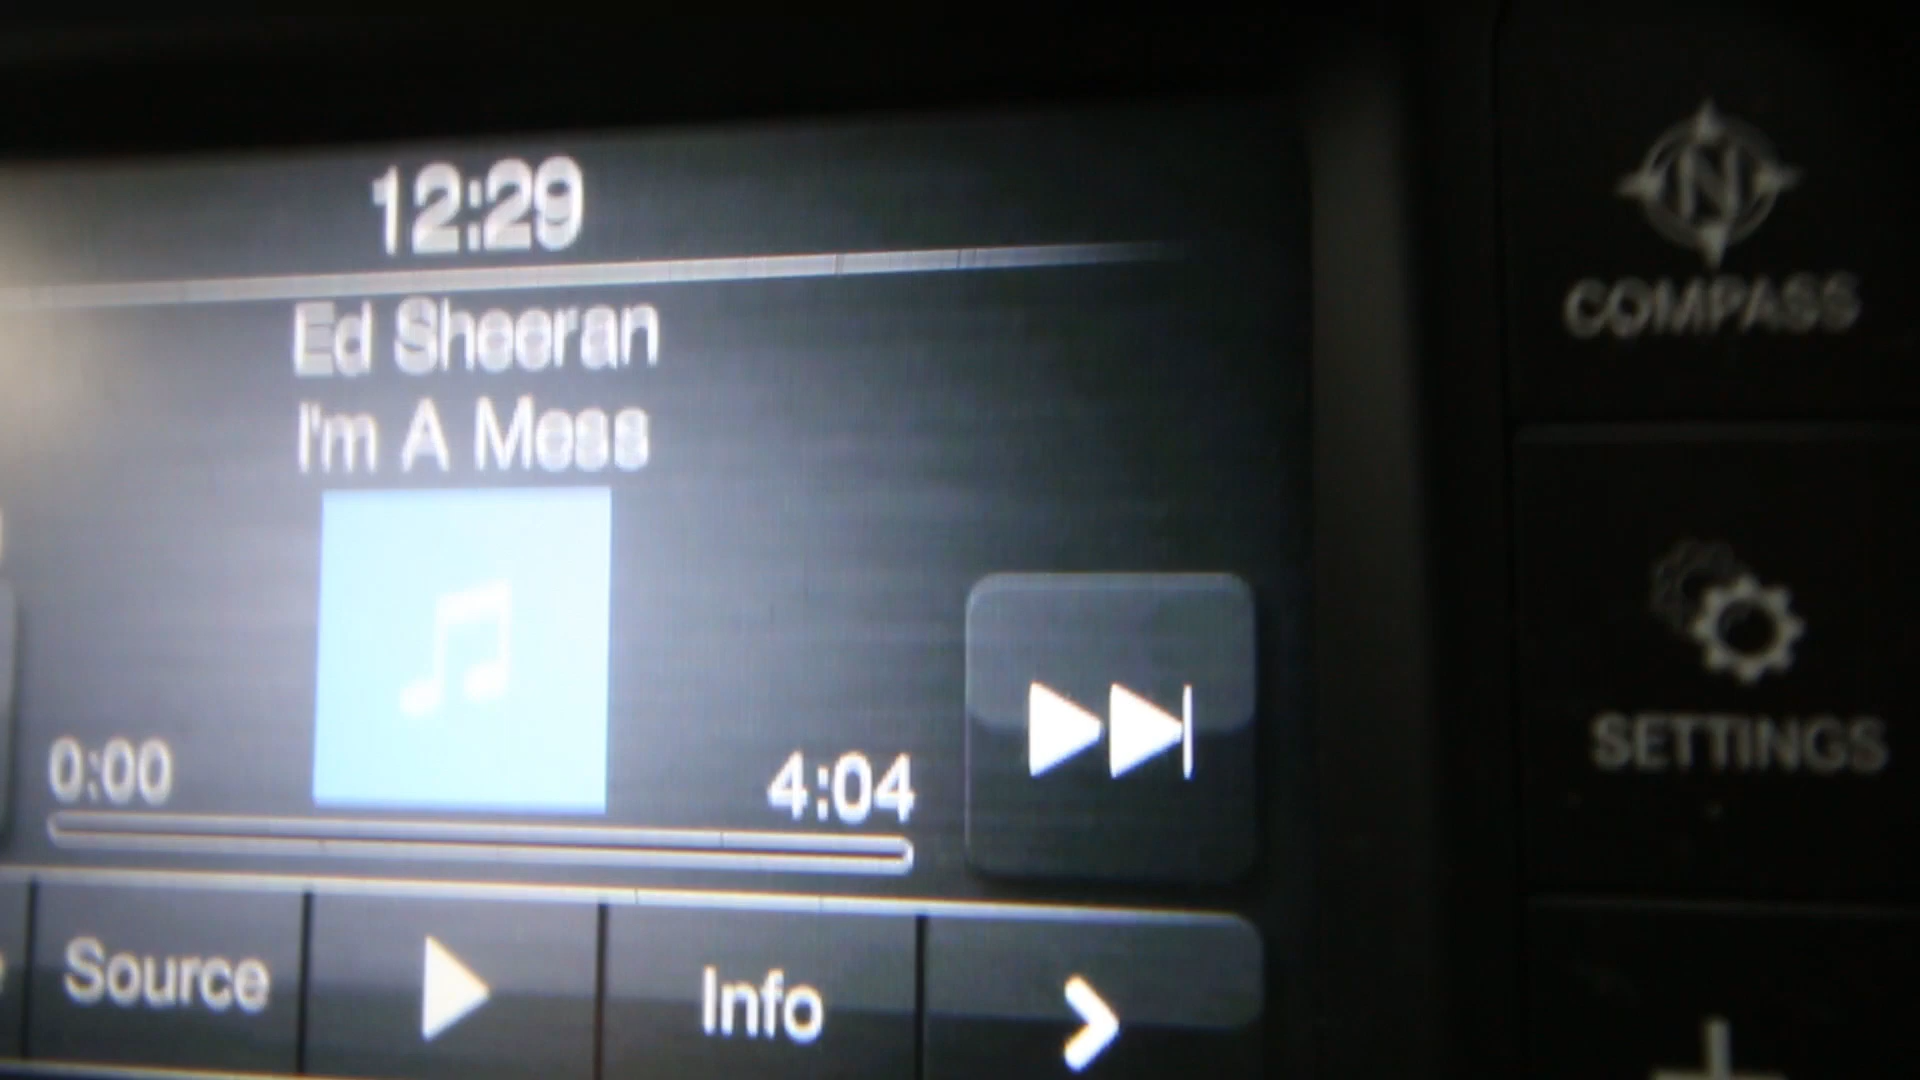 12:29
Ed Sheeran
I'm A Mess
0:00
4:04
Source
Info
N
COMPASS
SETTINGS